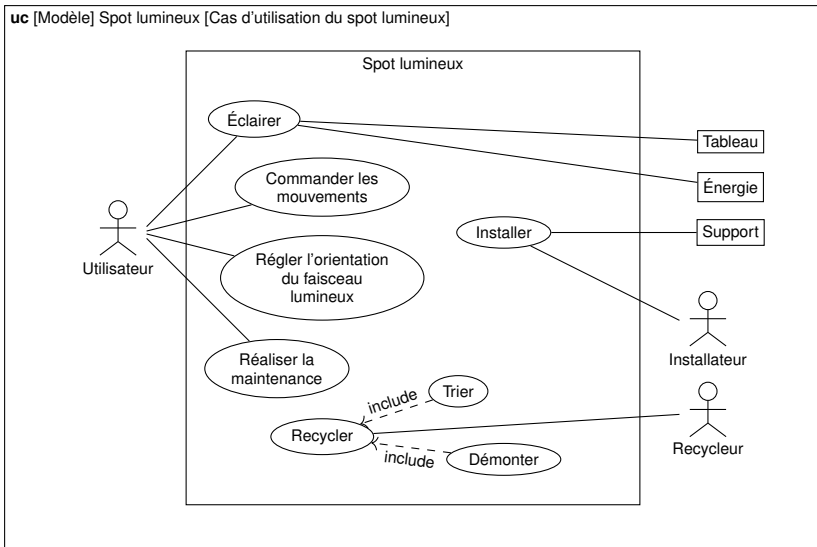 uc [Modèle] Spot lumineux [Cas d'utilisation du spot lumineux]
Spot lumineux
Éclairer
Tableau
Commander les
mouvements
Énergie
Utilisateur
Installer
Support
Régler l'orientation
du faisceau
lumineux
Installateur
Réaliser la
maintenance
Trier
include
Recycler
Recycleur
include
Démonter